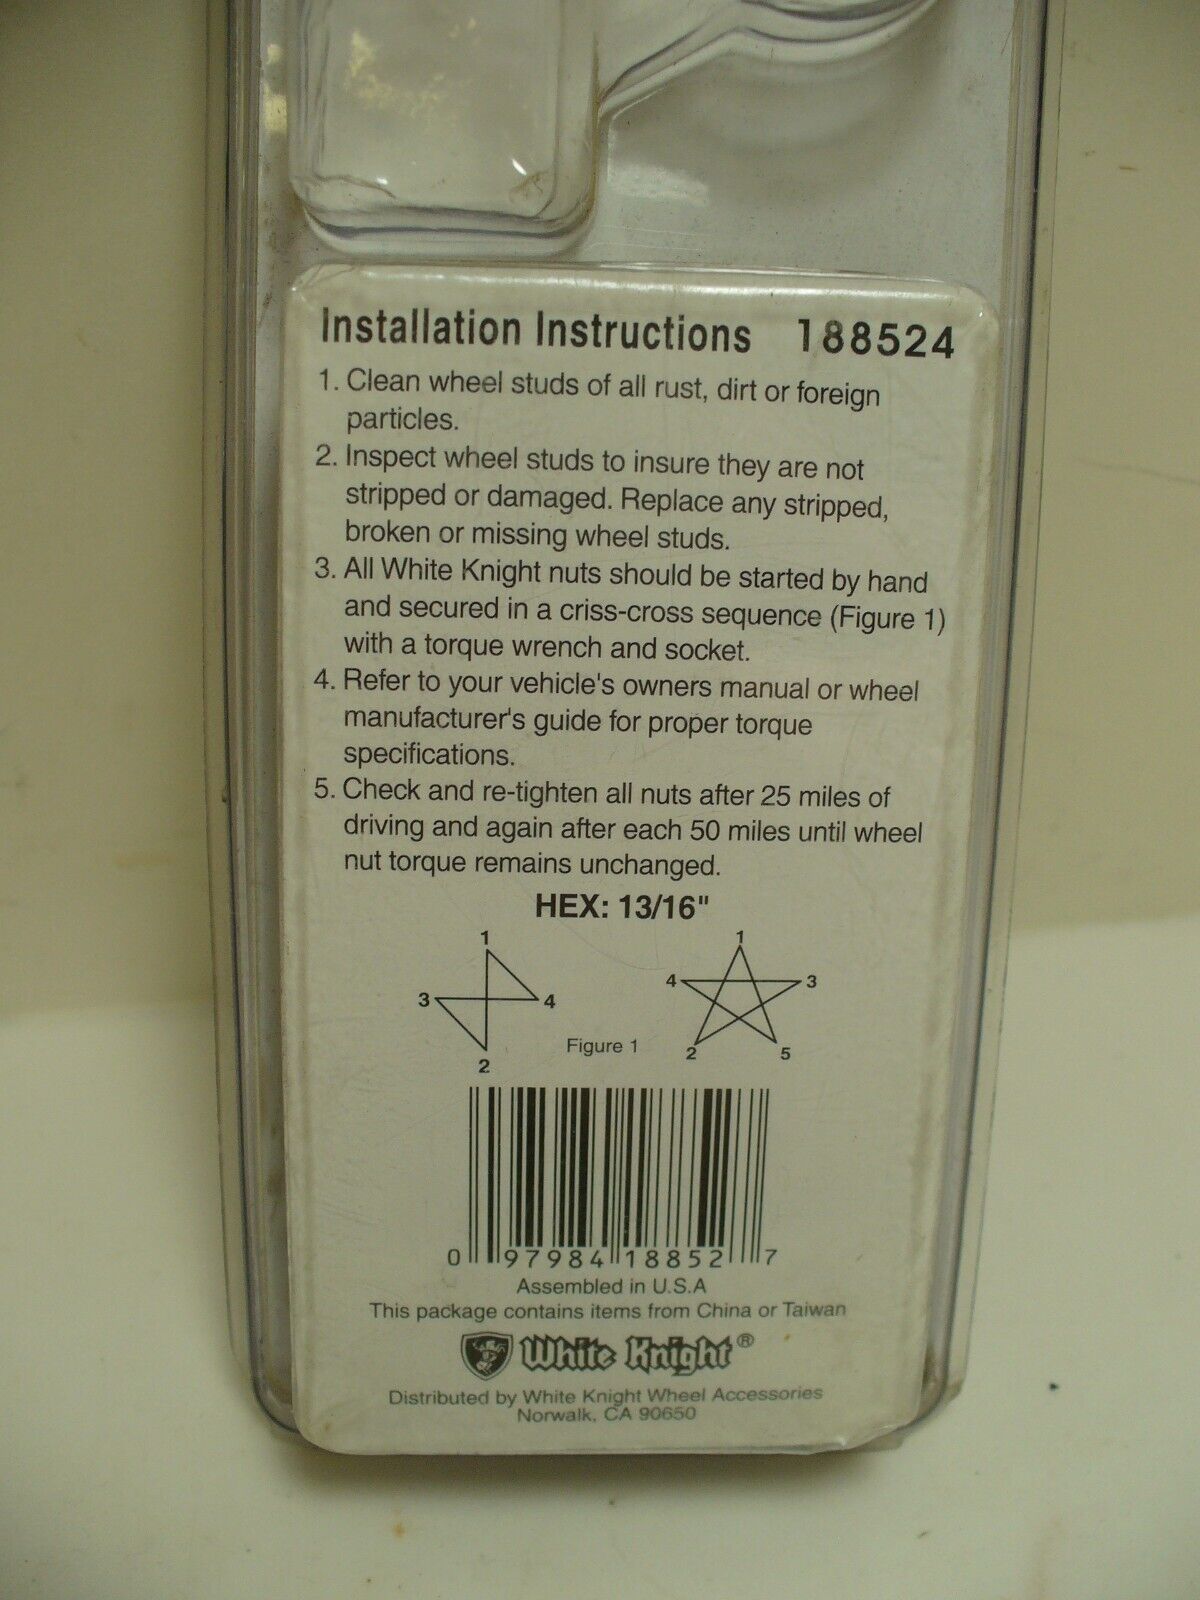 Installation Instructions 188524
1. Clean wheel studs of all rust, dirt or foreign
particles.
2. Inspect wheel studs to insure they are not
stripped or damaged. Replace any stripped,
broken or missing wheel studs.
3. All White Knight nuts should be started by hand
and secured in a criss-cross sequence (Figure 1)
with a torque wrench and socket.
4. Refer to your vehicle's owners manual or wheel
manufacturer's guide for proper torque
specifications.
5. Check and re-tighten all nuts after 25 miles of
driving and again after each 50 miles until wheel
nut torque remains unchanged.
HEX: 13/16"
1 1
3 4 4 3
2 Figure 1 2 5
0 97984 18852 7
Assembled in U.S.A
This package contains items from China or Taiwan
White Knight®
Distributed by White Knight Wheel Accessories
Norwalk, CA 90650